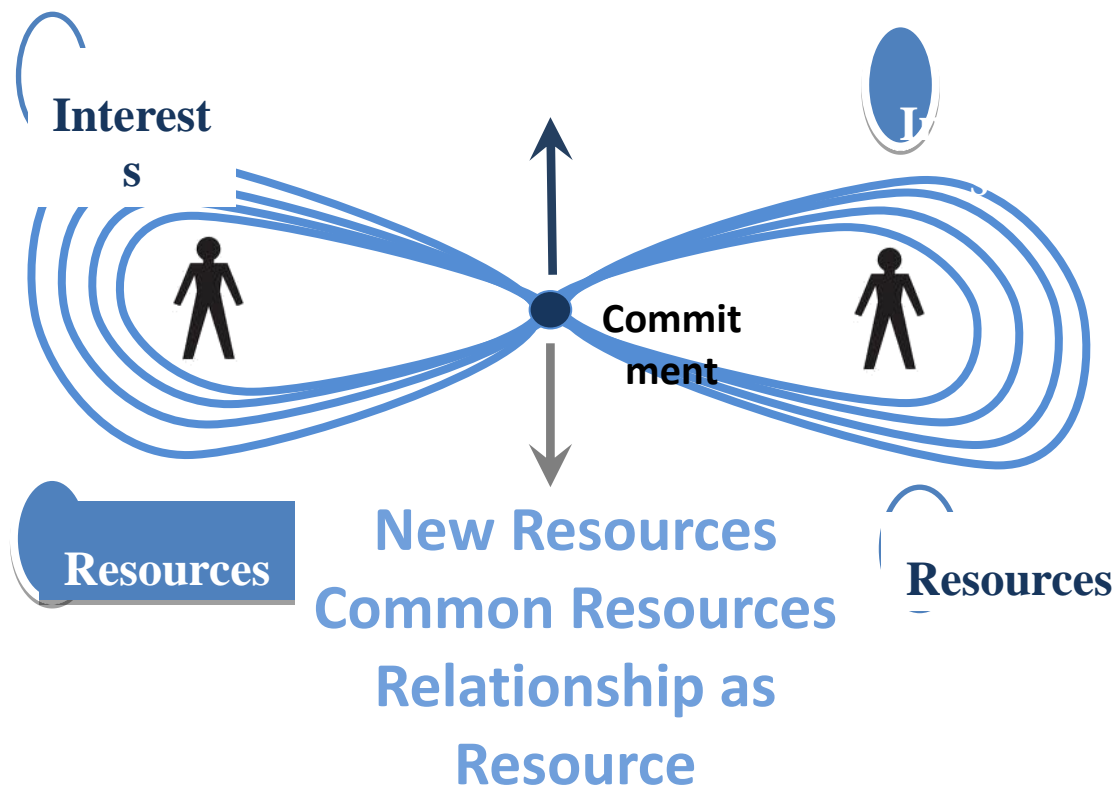 Interest
s
s
Commit
ment
Resources
New Resources
Common Resources
Relationship as
Resource
Resources